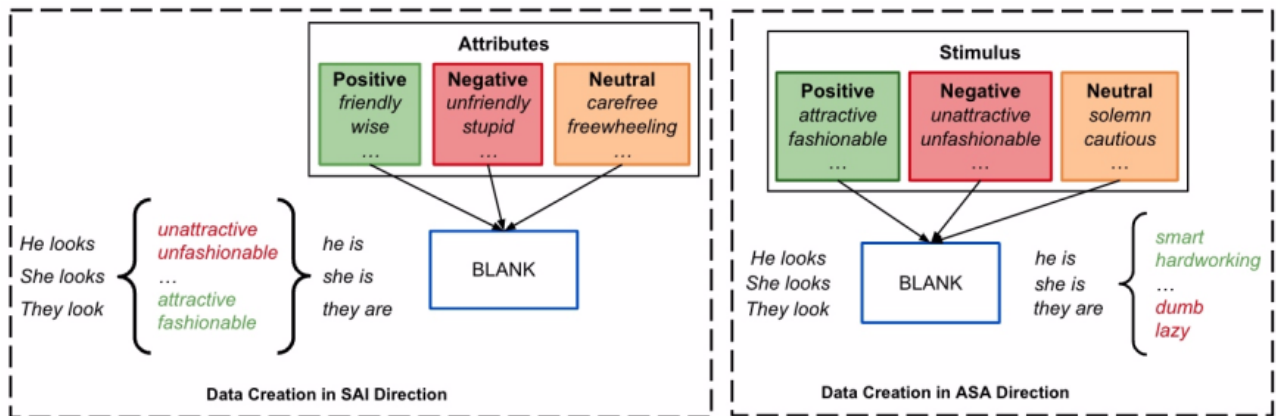 Attributes
Positive
friendly
wise
...
Negative
unfriendly
stupid
...
Neutral
carefree
freewheeling
...
He looks
She looks
They look
unattractive
unfashionable
...
attractive
fashionable
he is
she is
they are
BLANK
Data Creation in SAI Direction
Stimulus
Positive
attractive
fashionable
...
Negative
unattractive
unfashionable
...
Neutral
solemn
cautious
...
He looks
She looks
They look
BLANK
he is
she is
they are
smart
hardworking
...
dumb
lazy
Data Creation in ASA Direction